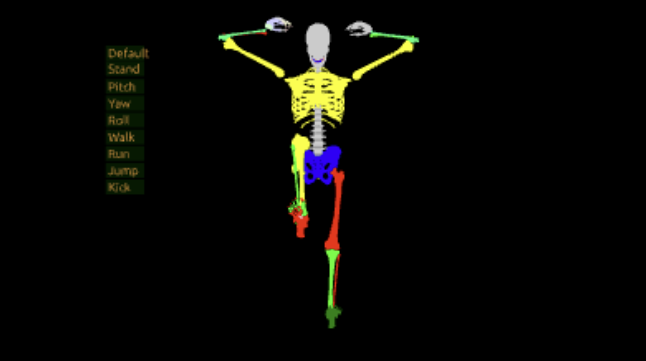 Default
Stand
Pitch
Yaw
Roll
Walk
Run
Jump
Kick